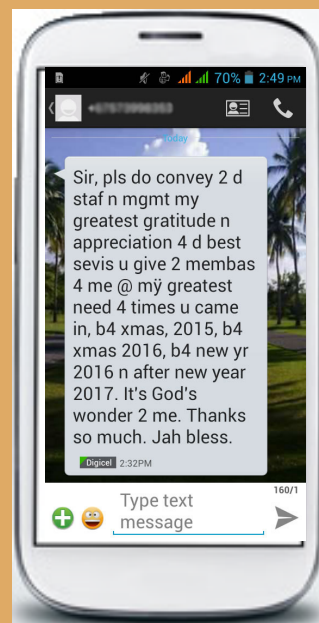 70% 2:49 PM
Today
Sir, pls do convey 2 d
staf n mgmt my
greatest gratitude n
appreciation 4 d best
sevis u give 2 membas
4 me @ mÿ greatest
need 4 times u came
in, b4 xmas, 2015, b4
xmas 2016, b4 new yr
2016 n after new year
2017. It's God's
wonder 2 me. Thanks
so much. Jah bless.
Digicel 2:32PM
160/1
Type text
message